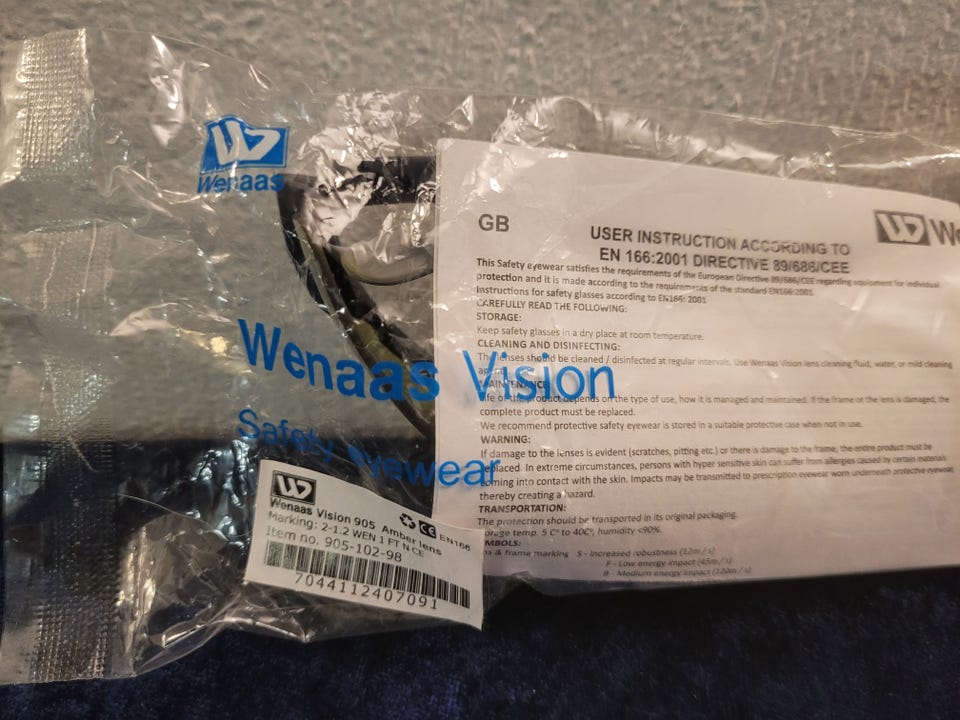 Wenaas
Wenaas Vision
Safety eyewear
GB
We
USER INSTRUCTION ACCORDING TO
EN 166:2001 DIRECTIVE 89/686/CEE
This Safety eyewear satisfies the requirements of the European Directive 89/686/CEE regarding equipment for individual
protection and it is made according to the requirements of the standard EN166:2001
Instructions for safety glasses according to EN166: 2001
CAREFULLY READ THE FOLLOWING:
STORAGE:
Keep safety glasses in a dry place at room temperature.
CLEANING AND DISINFECTING:
The lenses should be cleaned / disinfected at regular intervals. Use Wenaas Vision lens cleaning fluid, water, or mild cleaning
MAINTENANCE
life of the product depends on the type of use, how it is managed and maintained. If the frame or the lens is damaged, the
complete product must be replaced.
We recommend protective safety eyewear is stored in a suitable protective case when not in use.
WARNING:
If damage to the lenses is evident (scratches, pitting etc.) or there is damage to the frame, the entire product must be
replaced. In extreme circumstances, persons with hyper sensitive skin can suffer from allergies caused by certain materials
coming into contact with the skin. Impacts may be transmitted to prescription eyewear worn underneath protective eyewear,
thereby creating a hazard.
TRANSPORTATION:
The protection should be transported in its original packaging.
orage temp. 5 C° to 40C°, humidity <90%.
MBOLS:
ns & frame marking S - increased robustness (12m / s)
F - Low energy impact (45m / s)
B - Medium energy impact (120m / s)
Wenaas Vision 905 Amber lens
CE EN166
Marking: 2-1.2 WEN 1 FT N CE
Item no. 905-102-98
7044112407091